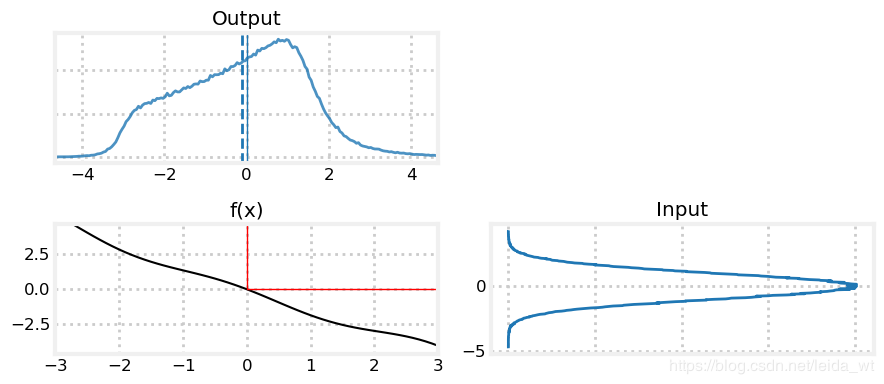 Output
−4 −2 0 2 4
f(x)
2.5
0.0
−2.5
−3 −2 −1 0 1 2 3
Input
0
−5
https://blog.csdn.net/leida_wt